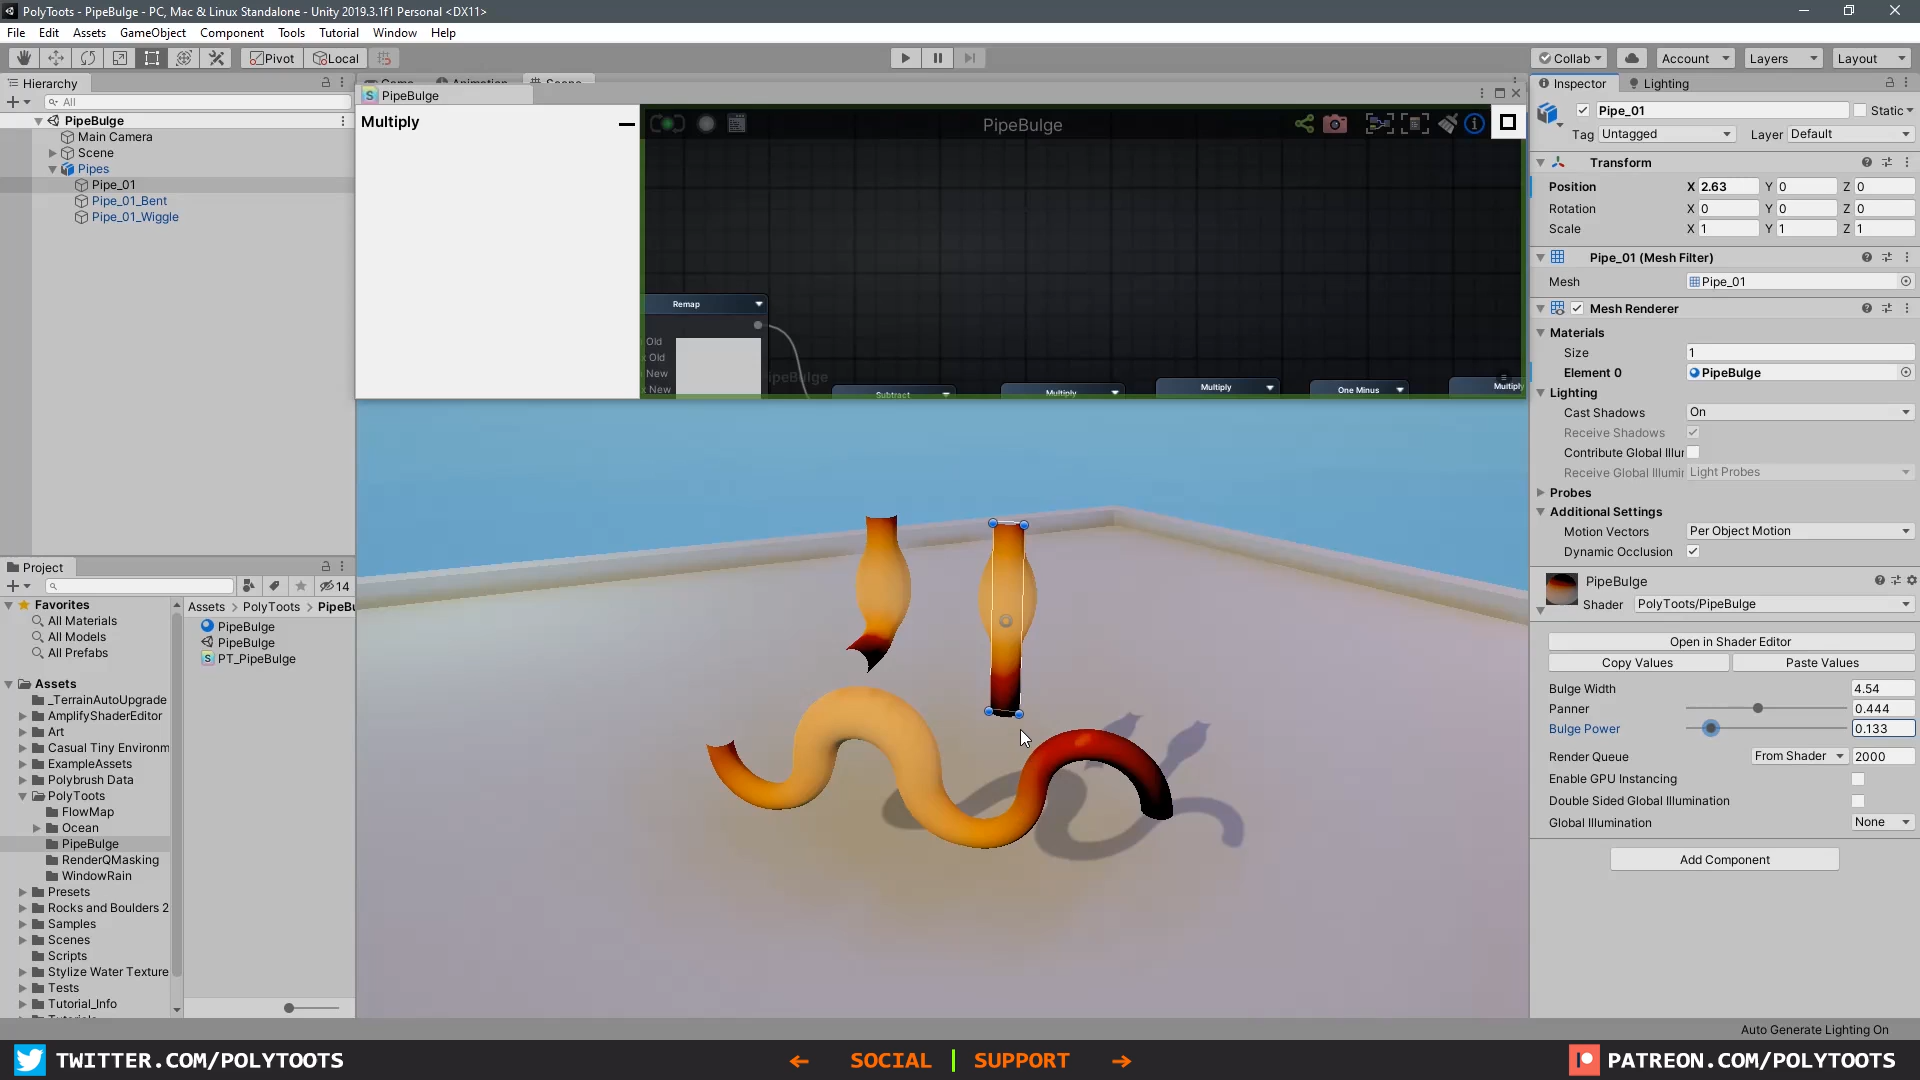 PolyToots - PipeBulge - PC, Mac & Linux Standalone - Unity 2019.3.1f1 Personal <DX11>
File Edit Assets GameObject Component Tools Tutorial Window Help
Pivot Local Collab Account Layers Layout
Hierarchy
All
PipeBulge
Main Camera
Scene
Pipes
Pipe_01
Pipe_01_Bent
Pipe_01_Wiggle
Game Animation Scene
PipeBulge
Multiply
PipeBulge
Remap
Old
Old
New
New
Subtract
Multiply
Multiply
One Minus
Multiply
Inspector Lighting
Pipe_01 Static
Tag Untagged Layer Default
Transform
Position X 2.63 Y 0 Z 0
Rotation X 0 Y 0 Z 0
Scale X 1 Y 1 Z 1
Pipe_01 (Mesh Filter)
Mesh Pipe_01
Mesh Renderer
Materials
Size 1
Element 0 PipeBulge
Lighting
Cast Shadows On
Receive Shadows
Contribute Global Illur
Receive Global Illumir Light Probes
Probes
Additional Settings
Motion Vectors Per Object Motion
Dynamic Occlusion
PipeBulge
Shader PolyToots/PipeBulge
Open in Shader Editor
Copy Values Paste Values
Bulge Width 4.54
Panner 0.444
Bulge Power 0.133
Render Queue From Shader 2000
Enable GPU Instancing
Double Sided Global Illumination
Global Illumination None
Add Component
Project
14
Favorites
All Materials
All Models
All Prefabs
Assets
_TerrainAutoUpgrade
AmplifyShaderEditor
Art
Casual Tiny Environm
ExampleAssets
Polybrush Data
PolyToots
FlowMap
Ocean
PipeBulge
RenderQMasking
WindowRain
Presets
Rocks and Boulders 2
Samples
Scenes
Scripts
Stylize Water Texture
Tests
Tutorial_Info
Assets > PolyToots > PipeBu
PipeBulge
PipeBulge
PT_PipeBulge
Auto Generate Lighting On
TWITTER.COM/POLYTOOTS ← SOCIAL | SUPPORT → PATREON.COM/POLYTOOTS